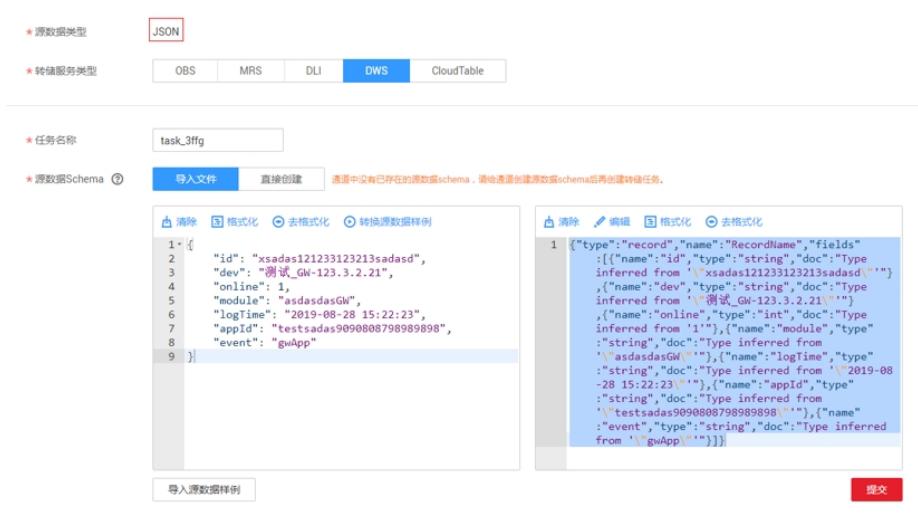 * 源数据类型 JSON
* 转储服务类型 OBS MRS DLI DWS CloudTable
* 任务名称 task_3ffg
* 源数据Schema ? 导入文件 直接创建 通道中没有已存在的源数据schema，请给通道创建源数据schema后再创建转储任务。
清除 格式化 去格式化 转换源数据样例
1 {
2 "id": "xsadas121233123213sadasd",
3 "dev": "测试_GW-123.3.2.21",
4 "online": 1,
5 "module": "asdasdasGW",
6 "logTime": "2019-08-28 15:22:23",
7 "appId": "testsadas9090808798989898",
8 "event": "gwApp"
9 }
清除 编辑 格式化 去格式化
1 {"type":"record","name":"RecordName","fields"
:[{"name":"id","type":"string","doc":"Type
inferred from '\"xsadas121233123213sadasd\"'"}
,{"name":"dev","type":"string","doc":"Type
inferred from '\"测试_GW-123.3.2.21\"'"}
,{"name":"online","type":"int","doc":"Type
inferred from '1'"},{"name":"module","type"
:"string","doc":"Type inferred from
'\"asdasdasGW\"'"},{"name":"logTime","type"
:"string","doc":"Type inferred from '\"2019-08
-28 15:22:23\"'"},{"name":"appId","type"
:"string","doc":"Type inferred from
'\"testsadas9090808798989898\"'"},{"name"
:"event","type":"string","doc":"Type inferred
from '\"gwApp\"'"}]}
导入源数据样例
提交